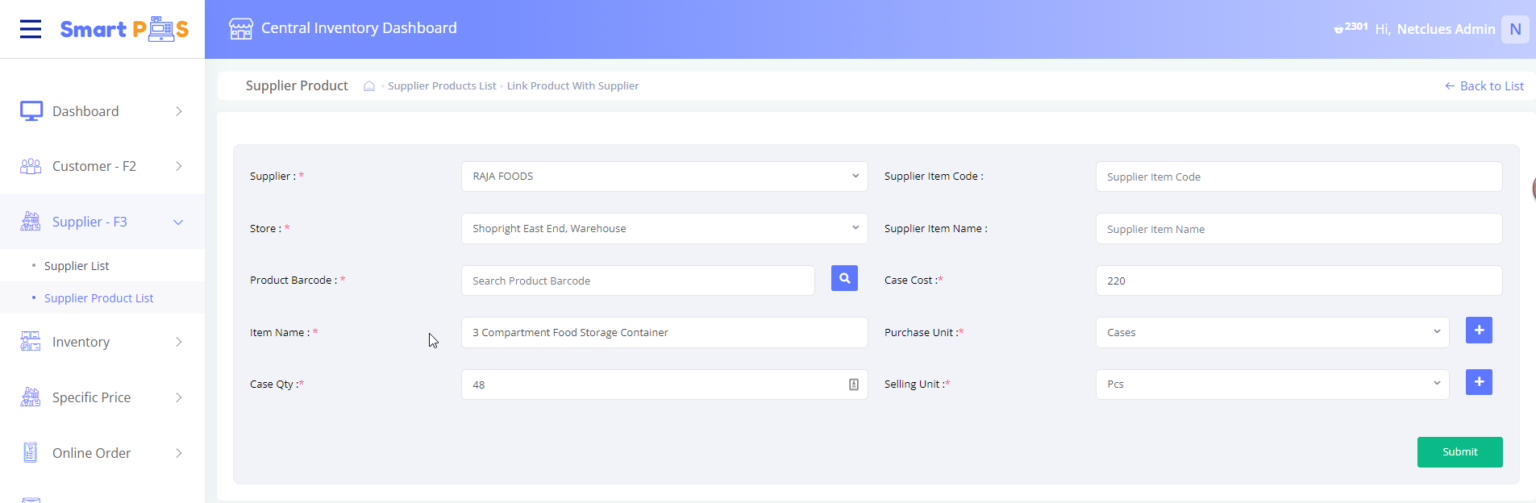 Smart POS
Central Inventory Dashboard
2301 Hi, Netclues Admin N
Supplier Product
Supplier Products List
Link Product With Supplier
← Back to List
Dashboard
Customer - F2
Supplier - F3
Supplier List
Supplier Product List
Inventory
Specific Price
Online Order
Supplier : * RAJA FOODS
Supplier Item Code : Supplier Item Code
Store : * Shopright East End, Warehouse
Supplier Item Name : Supplier Item Name
Product Barcode : * Search Product Barcode
Case Cost :* 220
Item Name : * 3 Compartment Food Storage Container
Purchase Unit :* Cases +
Case Qty :* 48
Selling Unit :* Pcs +
Submit